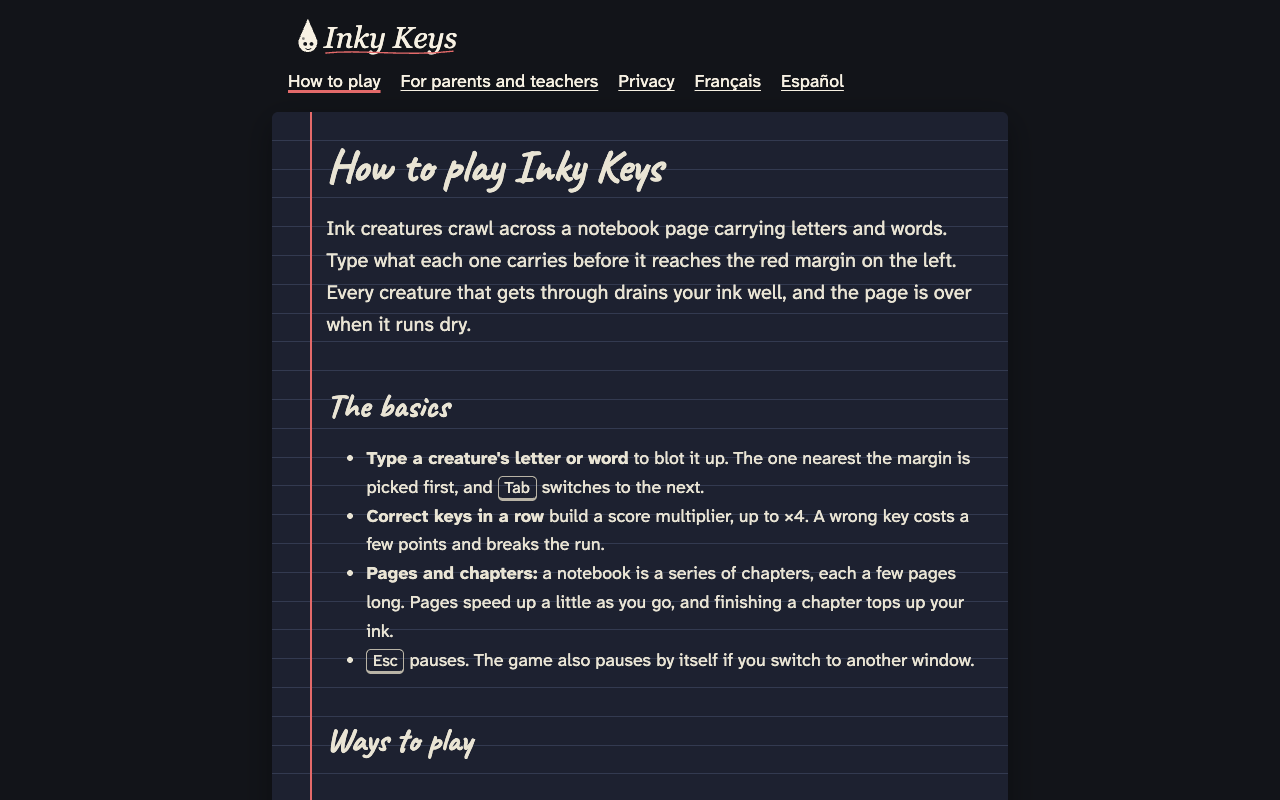 Inky Keys
How to play For parents and teachers Privacy Français Español
How to play Inky Keys
Ink creatures crawl across a notebook page carrying letters and words.
Type what each one carries before it reaches the red margin on the left.
Every creature that gets through drains your ink well, and the page is over
when it runs dry.
The basics
• Type a creature's letter or word to blot it up. The one nearest the margin is
picked first, and Tab switches to the next.
• Correct keys in a row build a score multiplier, up to ×4. A wrong key costs a
few points and breaks the run.
• Pages and chapters: a notebook is a series of chapters, each a few pages
long. Pages speed up a little as you go, and finishing a chapter tops up your
ink.
• Esc pauses. The game also pauses by itself if you switch to another window.
Ways to play